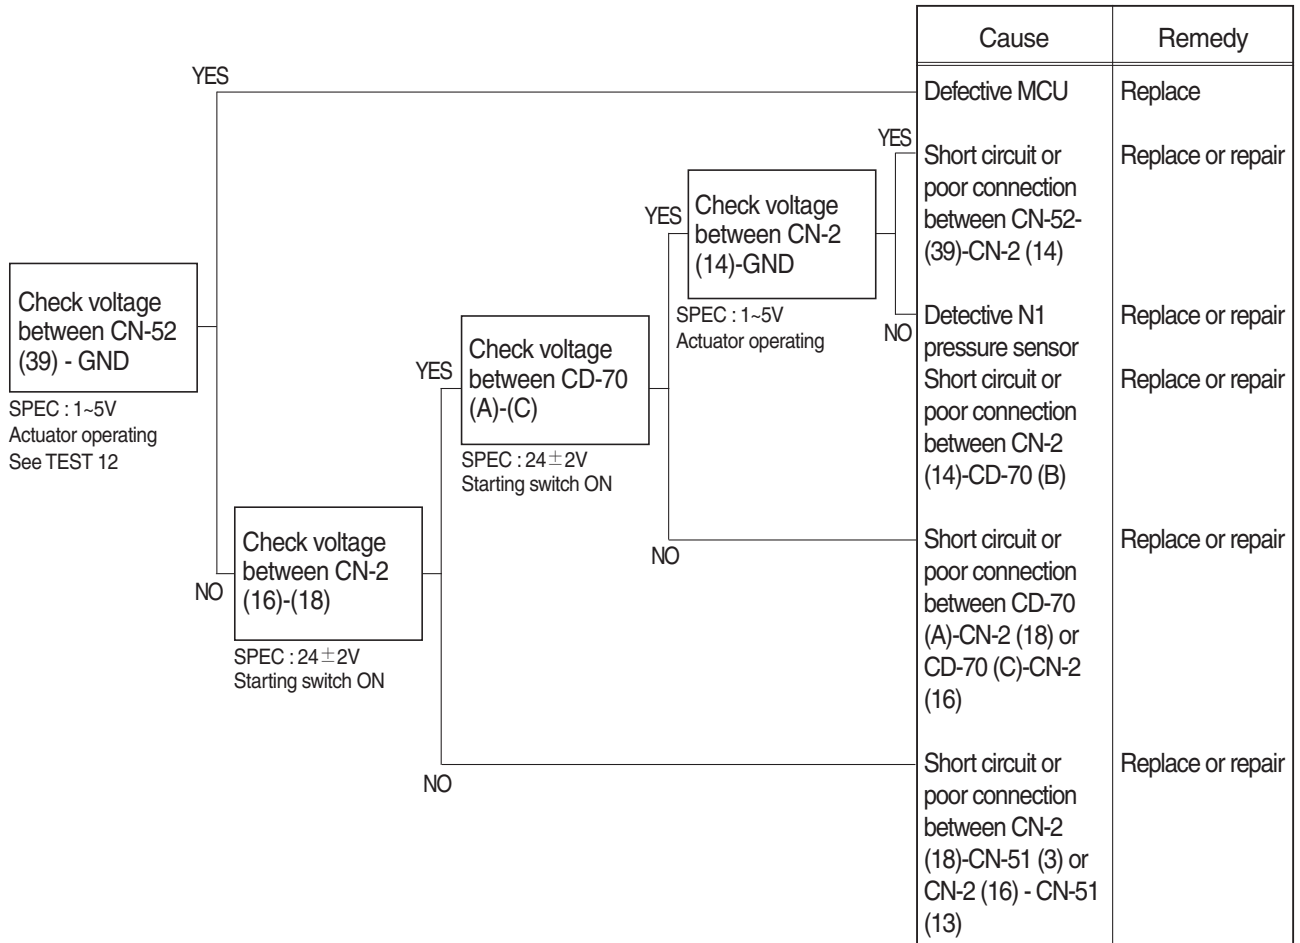 Cause
Remedy
YES
Defective MCU
Replace
YES
Short circuit or
poor connection
between CN-52-
(39)-CN-2 (14)
Replace or repair
YES
Check voltage
between CN-2
(14)-GND
SPEC : 1~5V
Actuator operating
NO
Detective N1
pressure sensor
Replace or repair
Short circuit or
poor connection
between CN-2
(14)-CD-70 (B)
Replace or repair
Check voltage
between CN-52
(39) - GND
SPEC : 1~5V
Actuator operating
See TEST 12
YES
Check voltage
between CD-70
(A)-(C)
SPEC : 24±2V
Starting switch ON
NO
Short circuit or
poor connection
between CD-70
(A)-CN-2 (18) or
CD-70 (C)-CN-2
(16)
Replace or repair
NO
Check voltage
between CN-2
(16)-(18)
SPEC : 24±2V
Starting switch ON
NO
Short circuit or
poor connection
between CN-2
(18)-CN-51 (3) or
CN-2 (16) - CN-51
(13)
Replace or repair